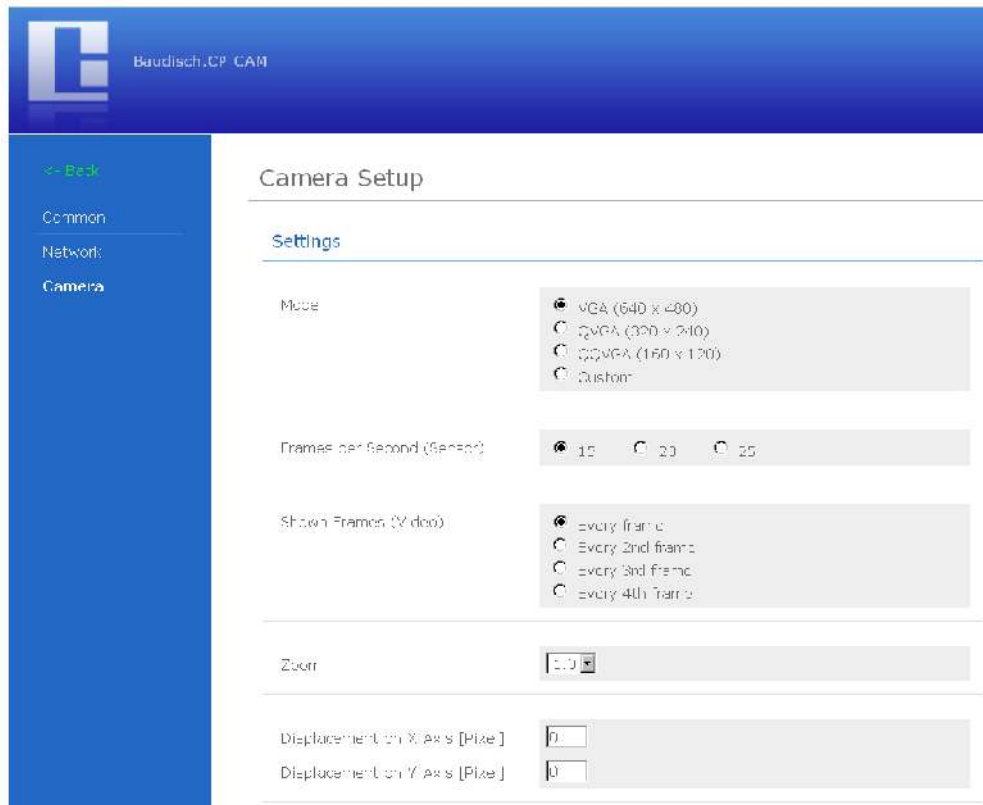 Baudisch.CP CAM
<- Back
Common
Network
Camera
Camera Setup
Settings
Mode
VGA (640 x 480)
QVGA (320 x 240)
QQVGA (160 x 120)
Custom
Frames per Second (Sensor)
15 20 25
Shown Frames (Video)
Every frame
Every 2nd frame
Every 3rd frame
Every 4th frame
Zoom
1.0
Displacement on X Axis [Pixel]
0
Displacement on Y Axis [Pixel]
0